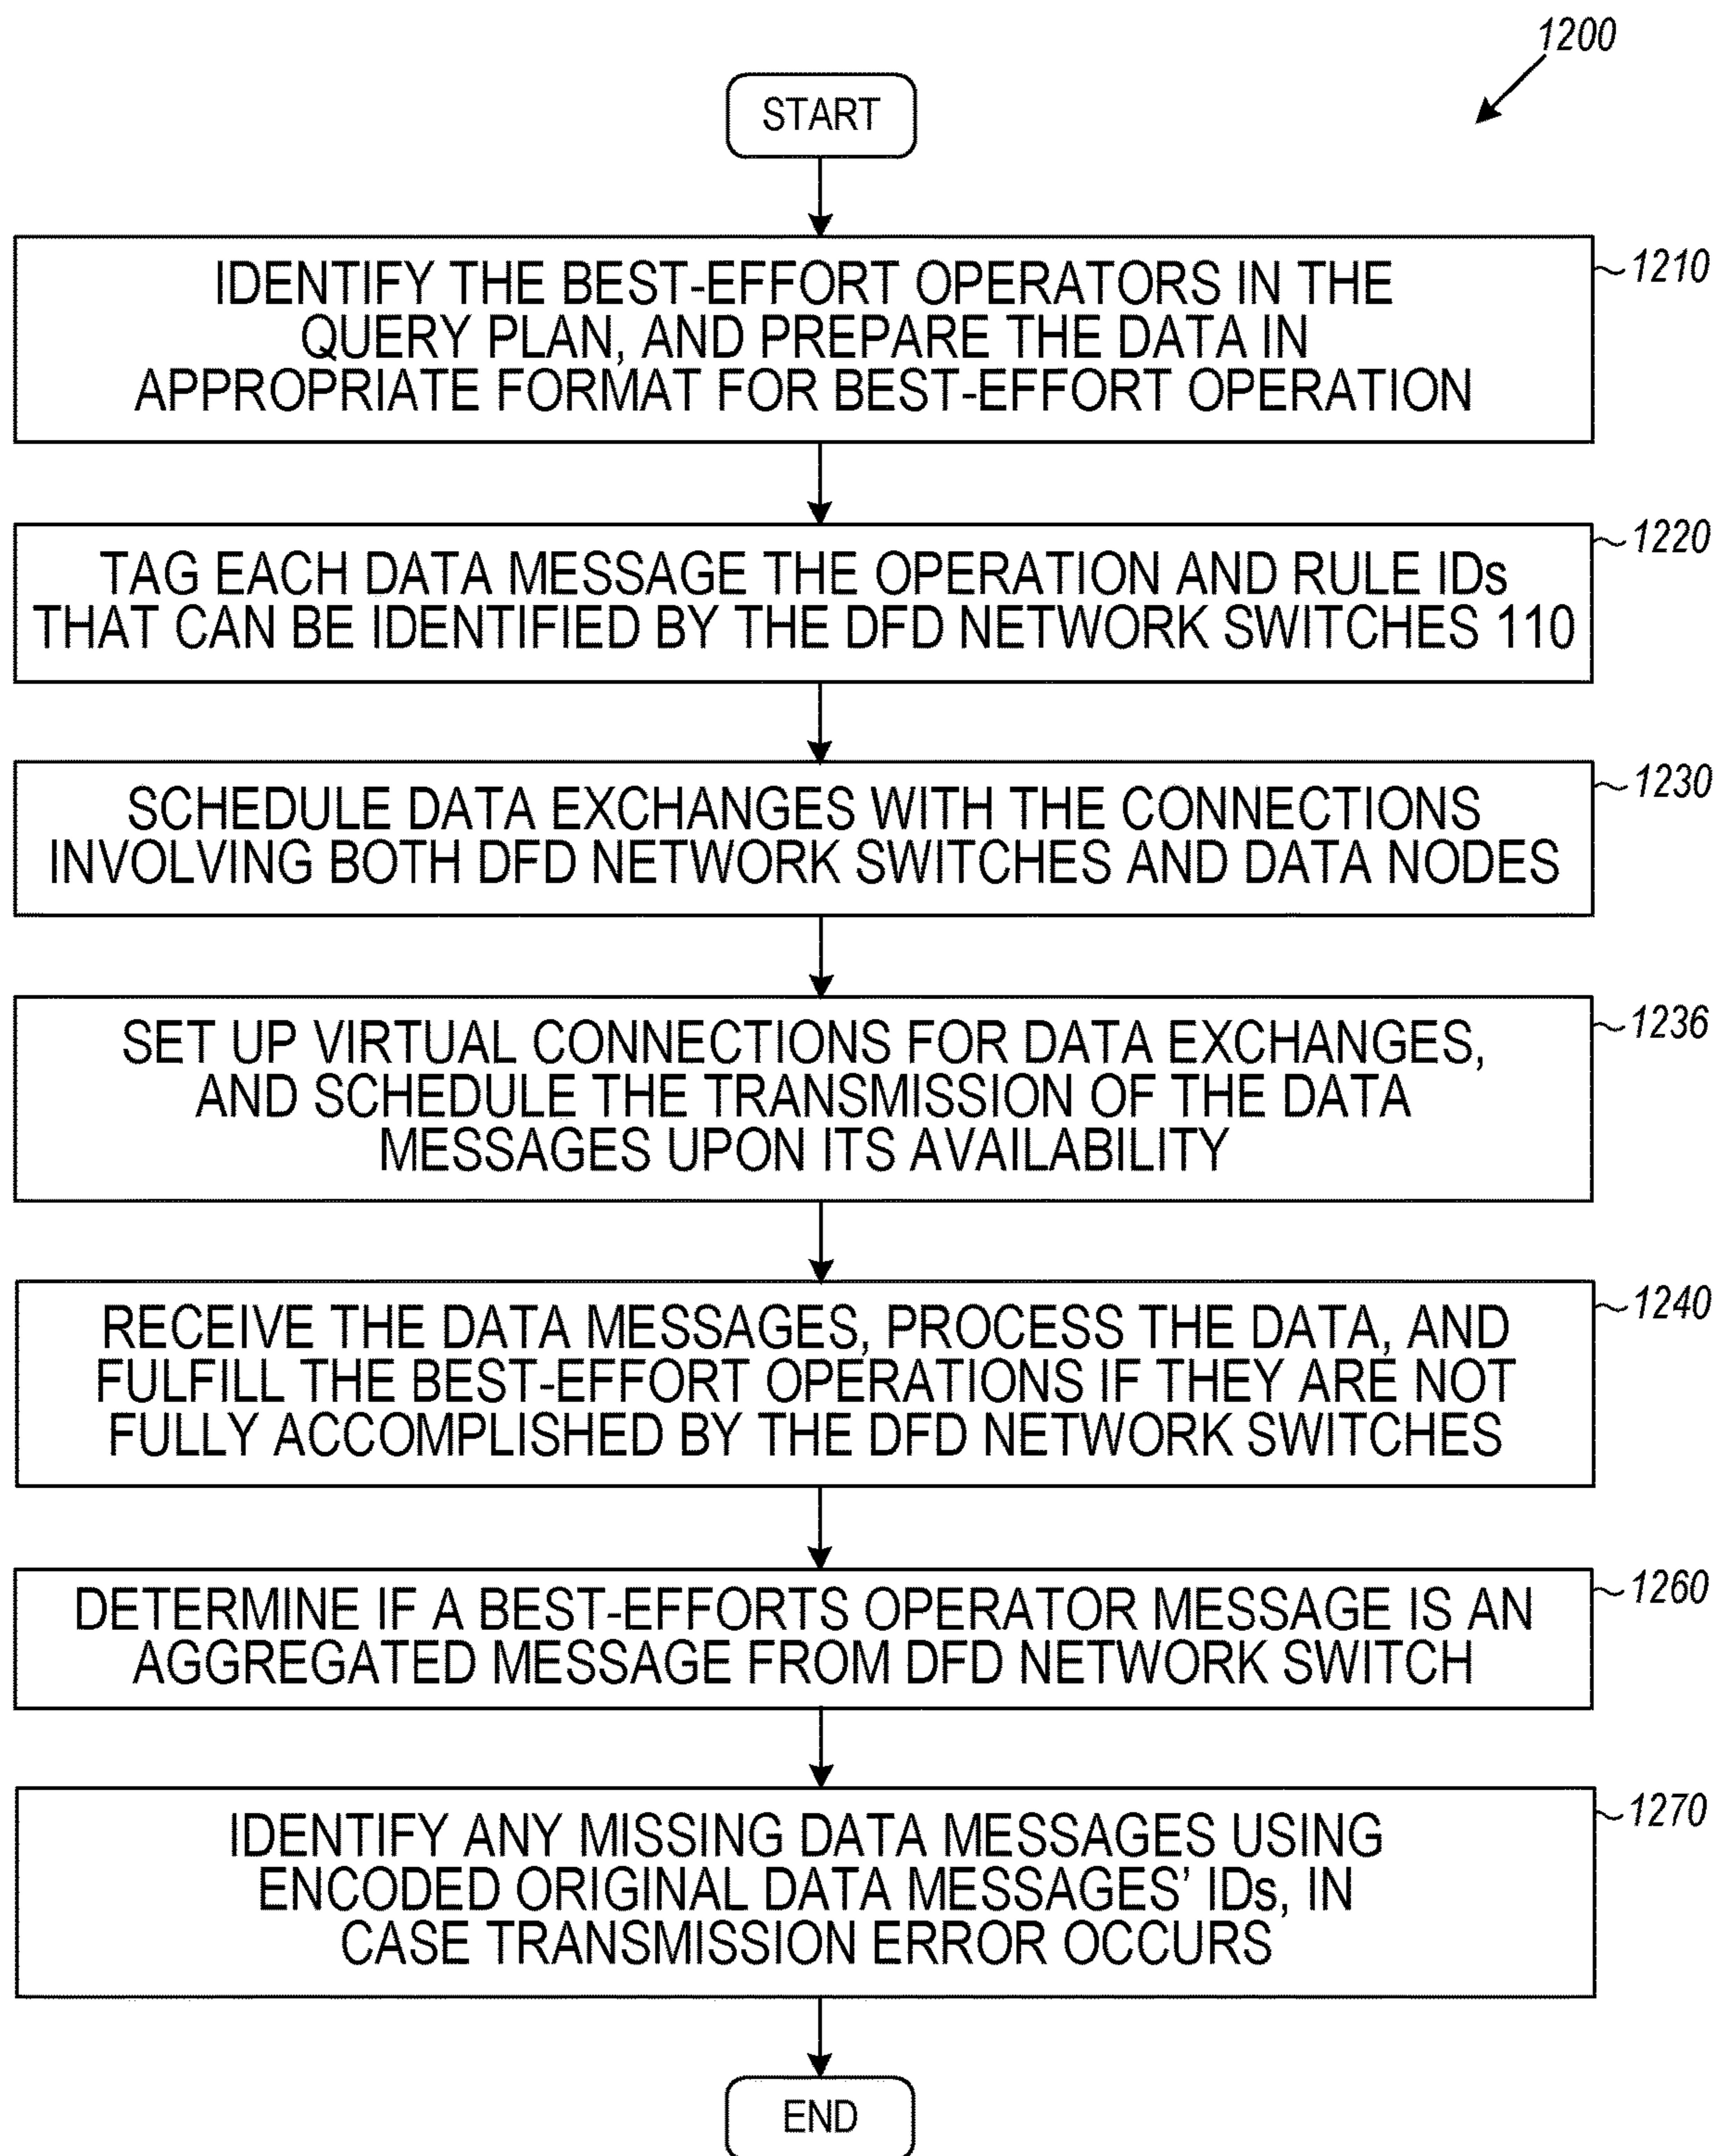 1200
START
IDENTIFY THE BEST-EFFORT OPERATORS IN THE
QUERY PLAN, AND PREPARE THE DATA IN
APPROPRIATE FORMAT FOR BEST-EFFORT OPERATION
1210
TAG EACH DATA MESSAGE THE OPERATION AND RULE IDs
THAT CAN BE IDENTIFIED BY THE DFD NETWORK SWITCHES 110
1220
SCHEDULE DATA EXCHANGES WITH THE CONNECTIONS
INVOLVING BOTH DFD NETWORK SWITCHES AND DATA NODES
1230
SET UP VIRTUAL CONNECTIONS FOR DATA EXCHANGES,
AND SCHEDULE THE TRANSMISSION OF THE DATA
MESSAGES UPON ITS AVAILABILITY
1236
RECEIVE THE DATA MESSAGES, PROCESS THE DATA, AND
FULFILL THE BEST-EFFORT OPERATIONS IF THEY ARE NOT
FULLY ACCOMPLISHED BY THE DFD NETWORK SWITCHES
1240
DETERMINE IF A BEST-EFFORTS OPERATOR MESSAGE IS AN
AGGREGATED MESSAGE FROM DFD NETWORK SWITCH
1260
IDENTIFY ANY MISSING DATA MESSAGES USING
ENCODED ORIGINAL DATA MESSAGES’ IDs, IN
CASE TRANSMISSION ERROR OCCURS
1270
END